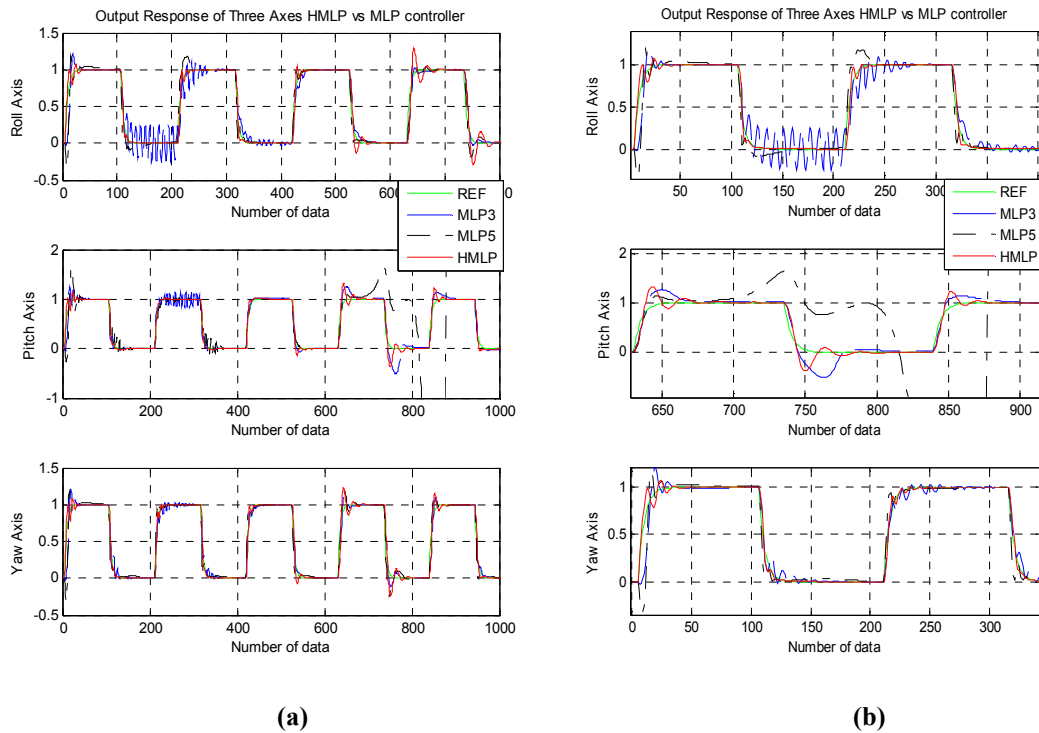 Output Response of Three Axes HMLP vs MLP controller
1
0.5
0
-0.5
Roll Axis
0 100 200 300 400 500 600 700 0
Number of data
REF
MLP3
MLP5
HMLP
2
1
0
-1
Pitch Axis
0 200 400 600 800 1000
Number of data
1
0.5
0
-0.5
Yaw Axis
0 200 400 600 800 1000
Number of data
(a)
Output Response of Three Axes HMLP vs MLP controller
1
0.5
0
Roll Axis
50 100 150 200 250 300 350 400
Number of data
REF
MLP3
MLP5
HMLP
2
1
0
Pitch Axis
650 700 750 800 850 900
Number of data
1
0.5
0
Yaw Axis
0 50 100 150 200 250 300
Number of data
(b)